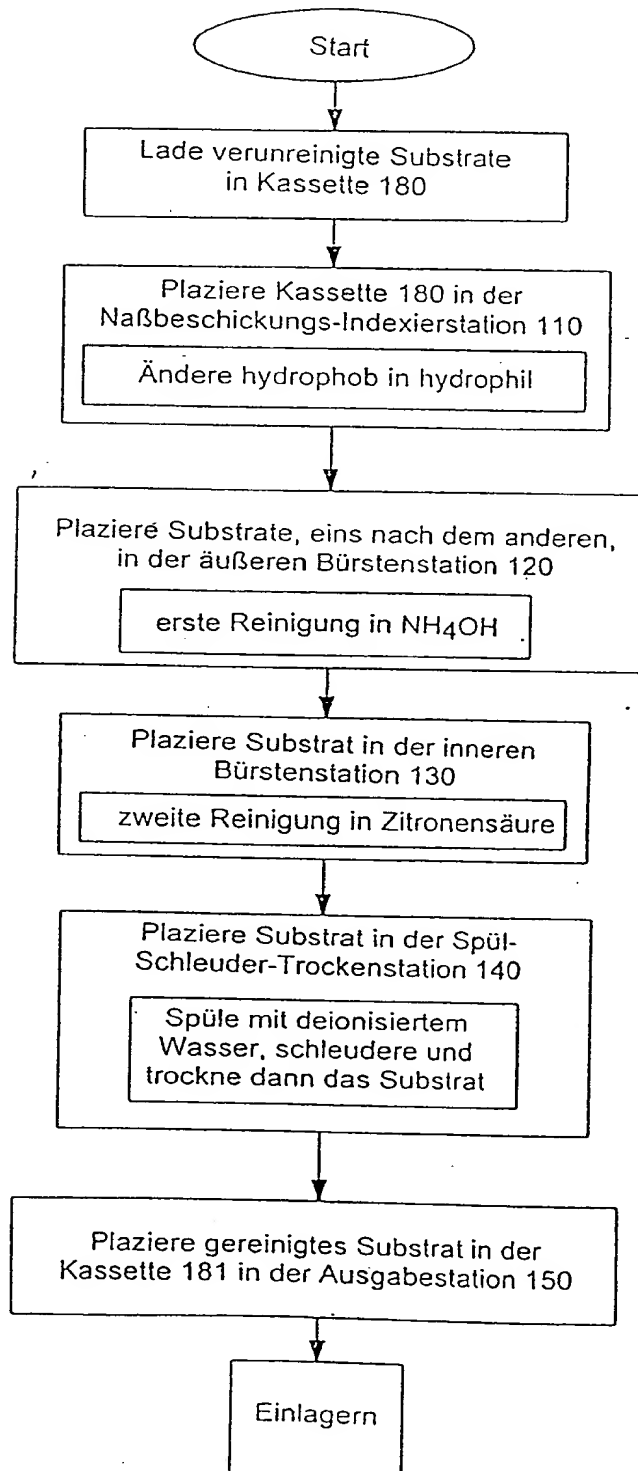 Start
Lade verunreinigte Substrate
in Kassette 180
Plaziere Kassette 180 in der
Naßbeschickungs-Indexierstation 110
Ändere hydrophob in hydrophil
Plaziere Substrate, eins nach dem anderen,
in der äußeren Bürstenstation 120
erste Reinigung in NH4OH
Plaziere Substrat in der inneren
Bürstenstation 130
zweite Reinigung in Zitronensäure
Plaziere Substrat in der Spül-
Schleuder-Trockenstation 140
Spüle mit deionisiertem
Wasser, schleudere und
trockne dann das Substrat
Plaziere gereinigtes Substrat in der
Kassette 181 in der Ausgabestation 150
Einlagern